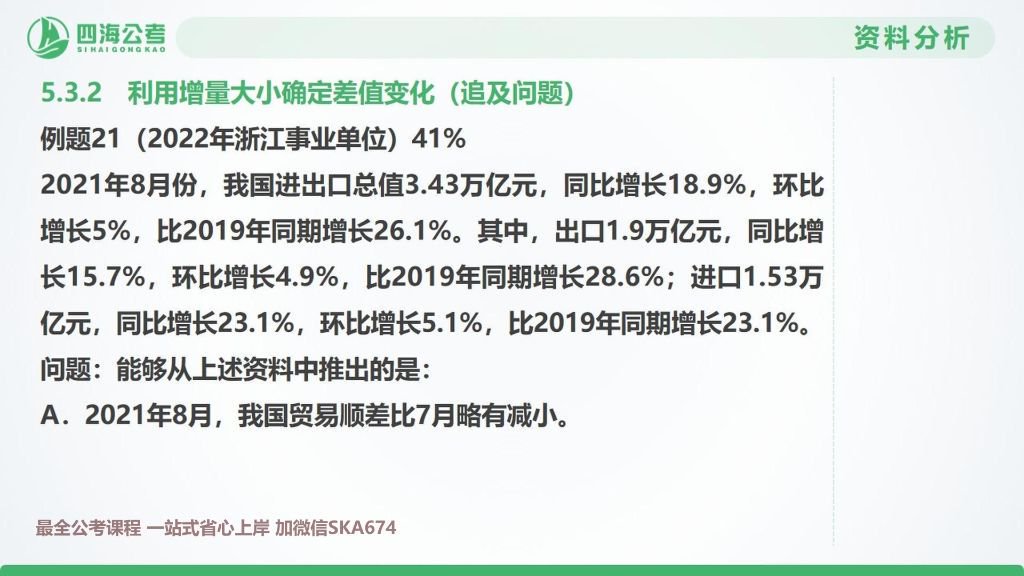 四海公考
SIHAIGONGKAO
资料分析
5.3.2 利用增量大小确定差值变化（追及问题）
例题21（2022年浙江事业单位）41%
2021年8月份，我国进出口总值3.43万亿元，同比增长18.9%，环比
增长5%，比2019年同期增长26.1%。其中，出口1.9万亿元，同比增
长15.7%，环比增长4.9%，比2019年同期增长28.6%；进口1.53万
亿元，同比增长23.1%，环比增长5.1%，比2019年同期增长23.1%。
问题：能够从上述资料中推出的是：
A．2021年8月，我国贸易顺差比7月略有减小。
最全公考课程 一站式省心上岸 加微信SKA674